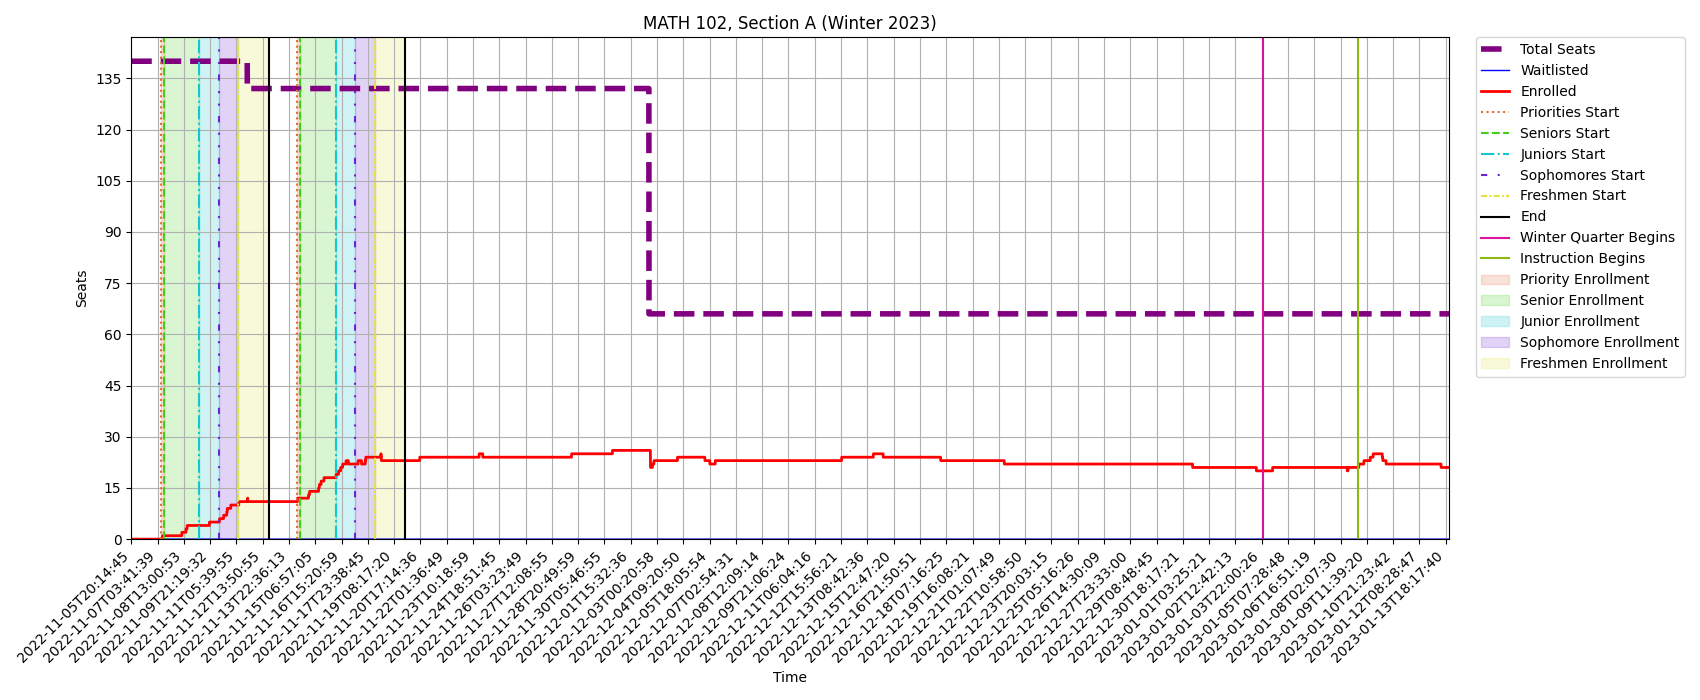 MATH 102, Section A (Winter 2023)
Seats
135
120
105
90
75
60
45
30
15
0
2022-11-05T20:14:45
2022-11-07T03:41:39
2022-11-08T13:00:53
2022-11-09T21:19:32
2022-11-11T05:39:55
2022-11-12T13:50:55
2022-11-13T22:36:13
2022-11-15T06:57:05
2022-11-16T15:20:59
2022-11-17T23:38:45
2022-11-19T08:17:20
2022-11-20T17:14:36
2022-11-22T01:36:49
2022-11-23T10:18:59
2022-11-24T18:51:45
2022-11-26T03:23:49
2022-11-27T12:08:55
2022-11-28T20:49:59
2022-11-30T05:46:55
2022-12-01T15:32:36
2022-12-03T00:20:58
2022-12-04T09:20:50
2022-12-05T18:05:54
2022-12-07T02:54:31
2022-12-08T12:09:14
2022-12-09T21:06:24
2022-12-11T06:04:16
2022-12-12T15:56:21
2022-12-13T08:42:36
2022-12-15T12:47:20
2022-12-16T21:50:51
2022-12-18T07:16:25
2022-12-19T16:08:21
2022-12-21T01:07:49
2022-12-22T10:58:50
2022-12-23T20:03:15
2022-12-25T05:16:26
2022-12-26T14:30:09
2022-12-27T23:33:00
2022-12-29T08:48:45
2022-12-30T18:17:21
2023-01-01T03:25:21
2023-01-02T12:42:13
2023-01-03T22:00:26
2023-01-05T07:28:48
2023-01-06T16:51:19
2023-01-08T02:07:30
2023-01-09T11:39:20
2023-01-10T21:23:42
2023-01-12T08:28:47
2023-01-13T18:17:40
Time
Total Seats
Waitlisted
Enrolled
Priorities Start
Seniors Start
Juniors Start
Sophomores Start
Freshmen Start
End
Winter Quarter Begins
Instruction Begins
Priority Enrollment
Senior Enrollment
Junior Enrollment
Sophomore Enrollment
Freshmen Enrollment